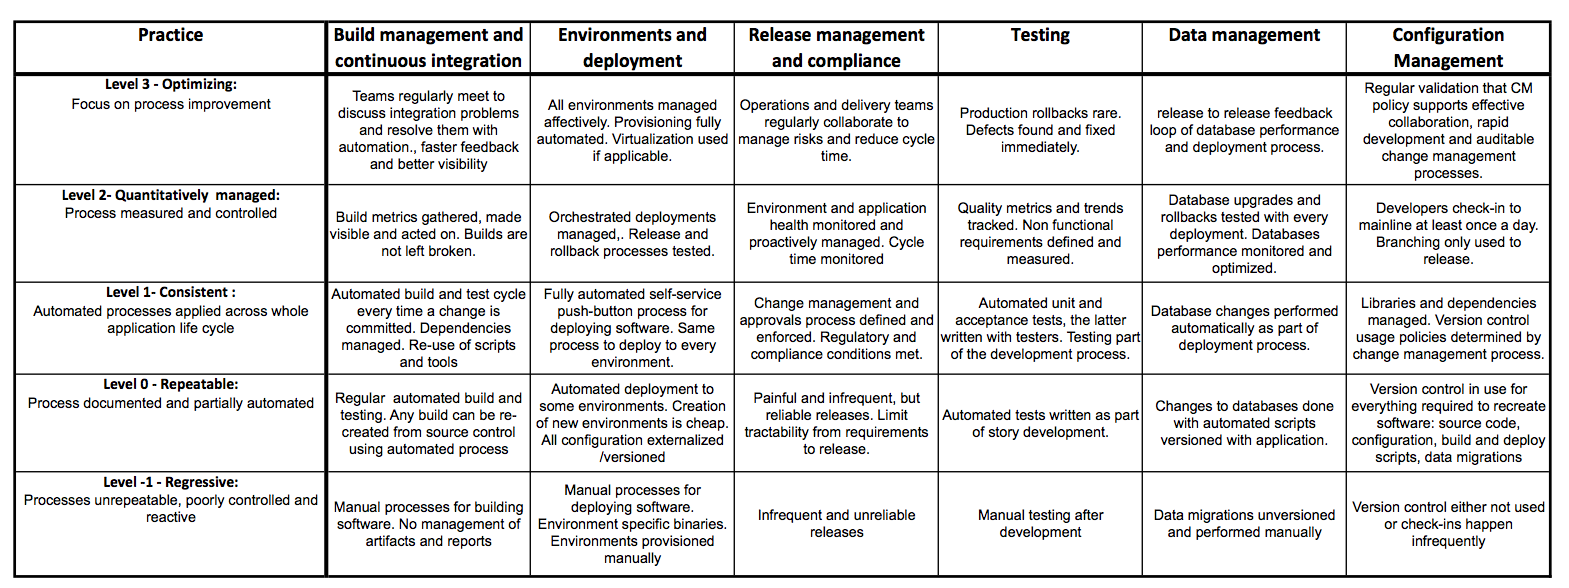 Practice
Build management and
continuous integration
Environments and
deployment
Release management
and compliance
Testing
Data management
Configuration
Management
Level 3 - Optimizing:
Focus on process improvement
Teams regularly meet to
discuss integration problems
and resolve them with
automation., faster feedback
and better visibility
All environments managed
affectively. Provisioning fully
automated. Virtualization used
if applicable.
Operations and delivery teams
regularly collaborate to
manage risks and reduce cycle
time.
Production rollbacks rare.
Defects found and fixed
immediately.
release to release feedback
loop of database performance
and deployment process.
Regular validation that CM
policy supports effective
collaboration, rapid
development and auditable
change management
processes.
Level 2- Quantitatively managed:
Process measured and controlled
Build metrics gathered, made
visible and acted on. Builds are
not left broken.
Orchestrated deployments
managed,. Release and
rollback processes tested.
Environment and application
health monitored and
proactively managed. Cycle
time monitored
Quality metrics and trends
tracked. Non functional
requirements defined and
measured.
Database upgrades and
rollbacks tested with every
deployment. Databases
performance monitored and
optimized.
Developers check-in to
mainline at least once a day.
Branching only used to
release.
Level 1- Consistent :
Automated processes applied across whole
application life cycle
Automated build and test cycle
every time a change is
committed. Dependencies
managed. Re-use of scripts
and tools
Fully automated self-service
push-button process for
deploying software. Same
process to deploy to every
environment.
Change management and
approvals process defined and
enforced. Regulatory and
compliance conditions met.
Automated unit and
acceptance tests, the latter
written with testers. Testing
part of the development process.
Database changes performed
automatically as part of
deployment process.
Libraries and dependencies
managed. Version control
usage policies determined by
change management process.
Level 0 - Repeatable:
Process documented and partially automated
Regular automated build and
testing. Any build can be re-
created from source control
using automated process
Automated deployment to
some environments. Creation
of new environments is cheap.
All configuration externalized
/versioned
Painful and infrequent, but
reliable releases. Limit
tractability from requirements
to release.
Automated tests written as part
of story development.
Changes to databases done
with automated scripts
versioned with application.
Version control in use for
everything required to recreate
software: source code,
configuration, build and deploy
scripts, data migrations
Level -1 - Regressive:
Processes unrepeatable, poorly controlled and
reactive
Manual processes for building
software. No management of
artifacts and reports
Manual processes for
deploying software.
Environment specific binaries.
Environments provisioned
manually
Infrequent and unreliable
releases
Manual testing after
development
Data migrations unversioned
and performed manually
Version control either not used
or check-ins happen
infrequently